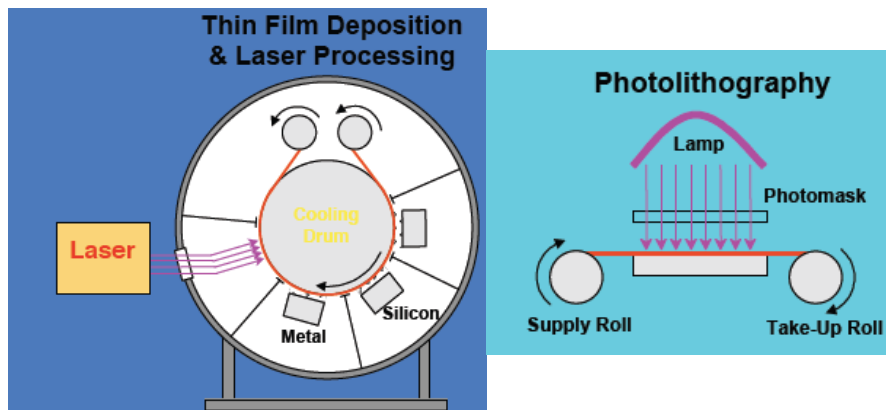 Thin Film Deposition
& Laser Processing
Cooling
Drum
Laser
Silicon
Metal
Photolithography
Lamp
Photomask
Supply Roll
Take-Up Roll